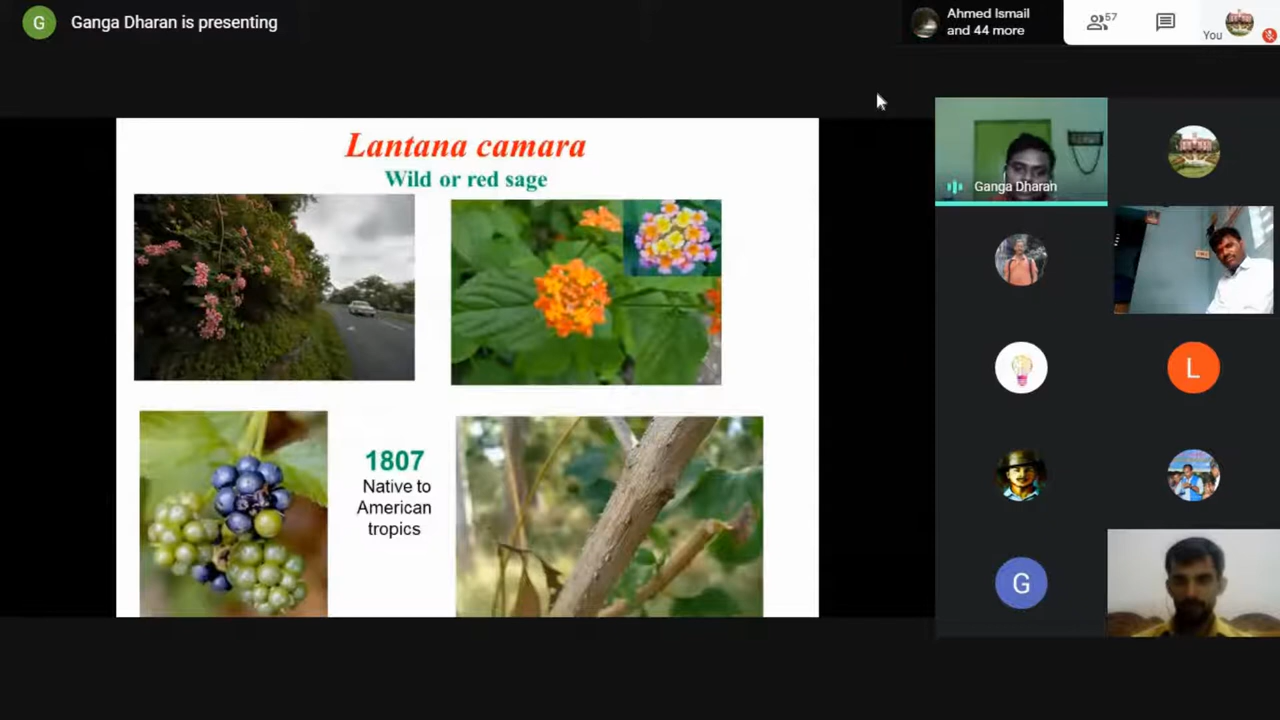 G
Ganga Dharan is presenting
Ahmed Ismail
and 44 more
57
You
Lantana camara
Wild or red sage
1807
Native to
American
tropics
Ganga Dharan
L
G